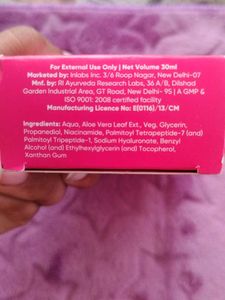 For External Use Only | Net Volume 30ml
Marketed by: Inlabs Inc. 3/6 Roop Nagar, New Delhi-07
Mnf. by: RI Ayurveda Research Labs, 36 A/B, Dilshad
Garden Industrial Area, GT Road, New Delhi- 95 | A GMP &
ISO 9001: 2008 certified facility
Manufacturing Licence No: E(0116)/13/CM
Ingredients: Aqua, Aloe Vera Leaf Ext., Veg. Glycerin,
Propanediol, Niacinamide, Palmitoyl Tetrapeptide-7 (and)
Palmitoyl Tripeptide-1, Sodium Hyaluronate, Benzyl
Alcohol (and) Ethylhexylglycerin (and) Tocopherol,
Xanthan Gum